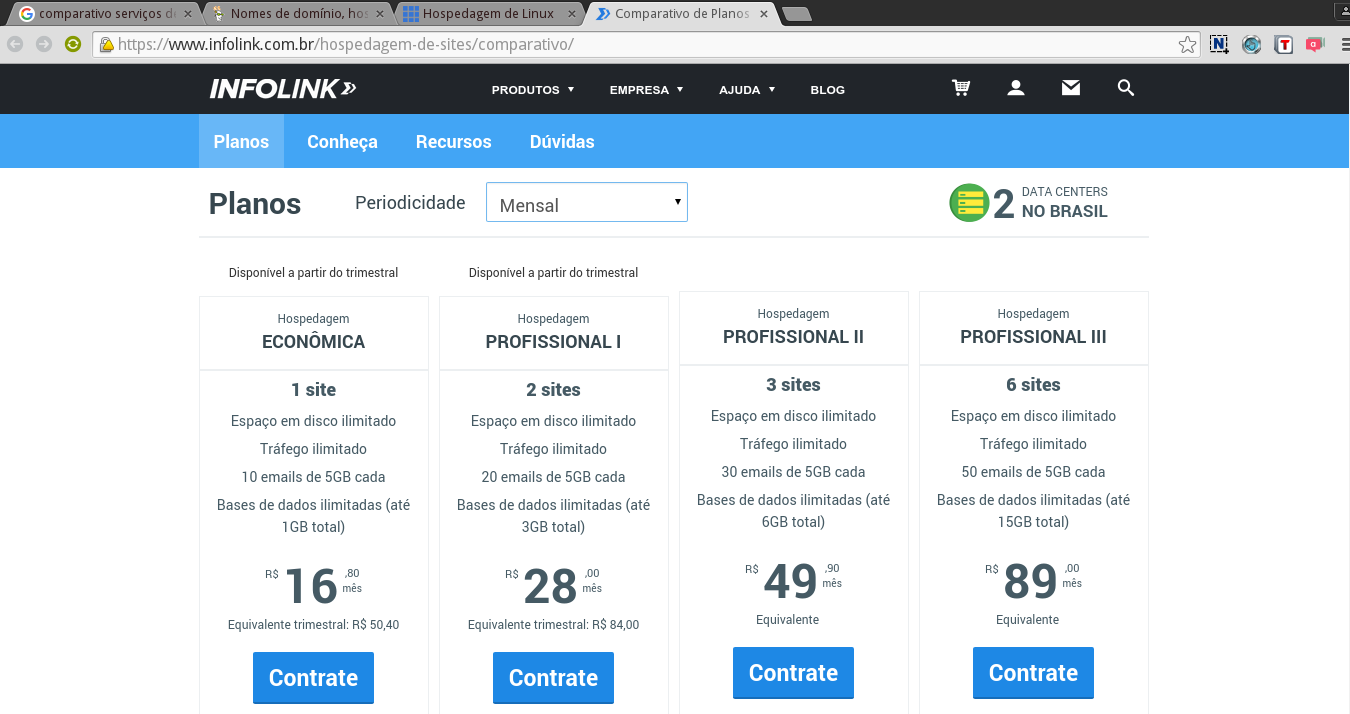 comparativo serviços de
Nomes de domínio, hos
Hospedagem de Linux
Comparativo de Planos
https://www.infolink.com.br/hospedagem-de-sites/comparativo/
INFOLINK
PRODUTOS ▼
EMPRESA ▼
AJUDA ▼
BLOG
Planos
Conheça
Recursos
Dúvidas
Planos
Periodicidade
Mensal
2 DATA CENTERS
NO BRASIL
Disponível a partir do trimestral
Hospedagem
ECONÔMICA
1 site
Espaço em disco ilimitado
Tráfego ilimitado
10 emails de 5GB cada
Bases de dados ilimitadas (até
1GB total)
R$ 16 ,80
mês
Equivalente trimestral: R$ 50,40
Contrate
Disponível a partir do trimestral
Hospedagem
PROFISSIONAL I
2 sites
Espaço em disco ilimitado
Tráfego ilimitado
20 emails de 5GB cada
Bases de dados ilimitadas (até
3GB total)
R$ 28 ,00
mês
Equivalente trimestral: R$ 84,00
Contrate
Hospedagem
PROFISSIONAL II
3 sites
Espaço em disco ilimitado
Tráfego ilimitado
30 emails de 5GB cada
Bases de dados ilimitadas (até
6GB total)
R$ 49 ,90
mês
Equivalente
Contrate
Hospedagem
PROFISSIONAL III
6 sites
Espaço em disco ilimitado
Tráfego ilimitado
50 emails de 5GB cada
Bases de dados ilimitadas (até
15GB total)
R$ 89 ,00
mês
Equivalente
Contrate